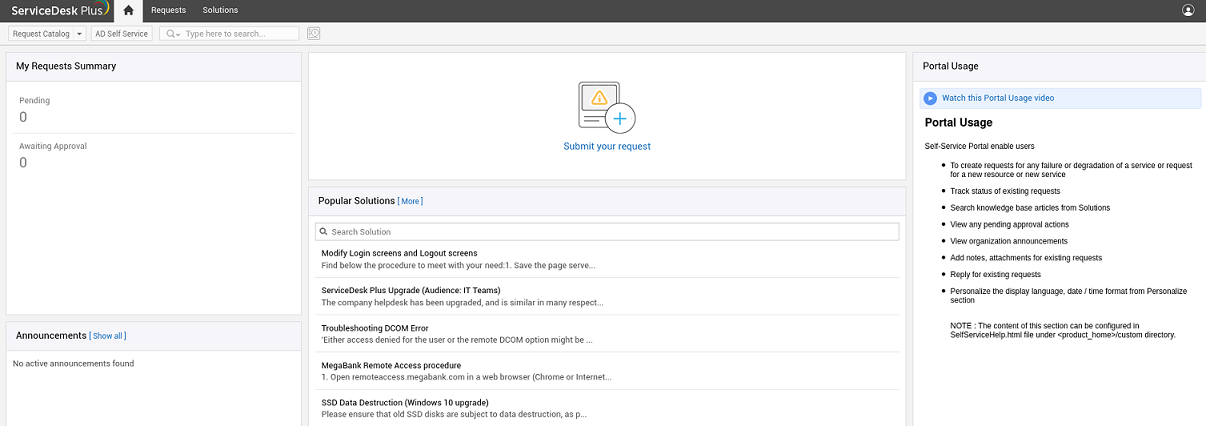 ServiceDesk Plus
Requests
Solutions
Request Catalog
AD Self Service
Type here to search...
My Requests Summary
Pending
0
Awaiting Approval
0
Announcements [ Show all ]
No active announcements found
Submit your request
Popular Solutions [ More ]
Search Solution
Modify Login screens and Logout screens
Find below the procedure to meet with your need:1. Save the page serve...
ServiceDesk Plus Upgrade (Audience: IT Teams)
The company helpdesk has been upgraded, and is similar in many respect...
Troubleshooting DCOM Error
'Either access denied for the user or the remote DCOM option might be ...
MegaBank Remote Access procedure
1. Open remoteaccess.megabank.com in a web browser (Chrome or Internet...
SSD Data Destruction (Windows 10 upgrade)
Please ensure that old SSD disks are subject to data destruction, as p...
Portal Usage
Watch this Portal Usage video
Portal Usage
Self-Service Portal enable users
• To create requests for any failure or degradation of a service or request
for a new resource or new service
• Track status of existing requests
• Search knowledge base articles from Solutions
• View any pending approval actions
• View organization announcements
• Add notes, attachments for existing requests
• Reply for existing requests
• Personalize the display language, date / time format from Personalize
section
NOTE : The content of this section can be configured in
SelfServiceHelp.html file under <product_home>/custom directory.